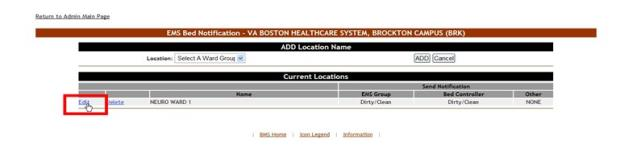 Return to Admin Main Page
EMS Bed Notification - VA BOSTON HEALTHCARE SYSTEM, BROCKTON CAMPUS (BRK)
ADD Location Name
Location: Select A Ward Group ADD Cancel
Current Locations
Send Notification
Name EMS Group Bed Controller Other
Edit Delete NEURO WARD 1 Dirty/Clean Dirty/Clean NONE
| BMS Home | Icon Legend | Information |